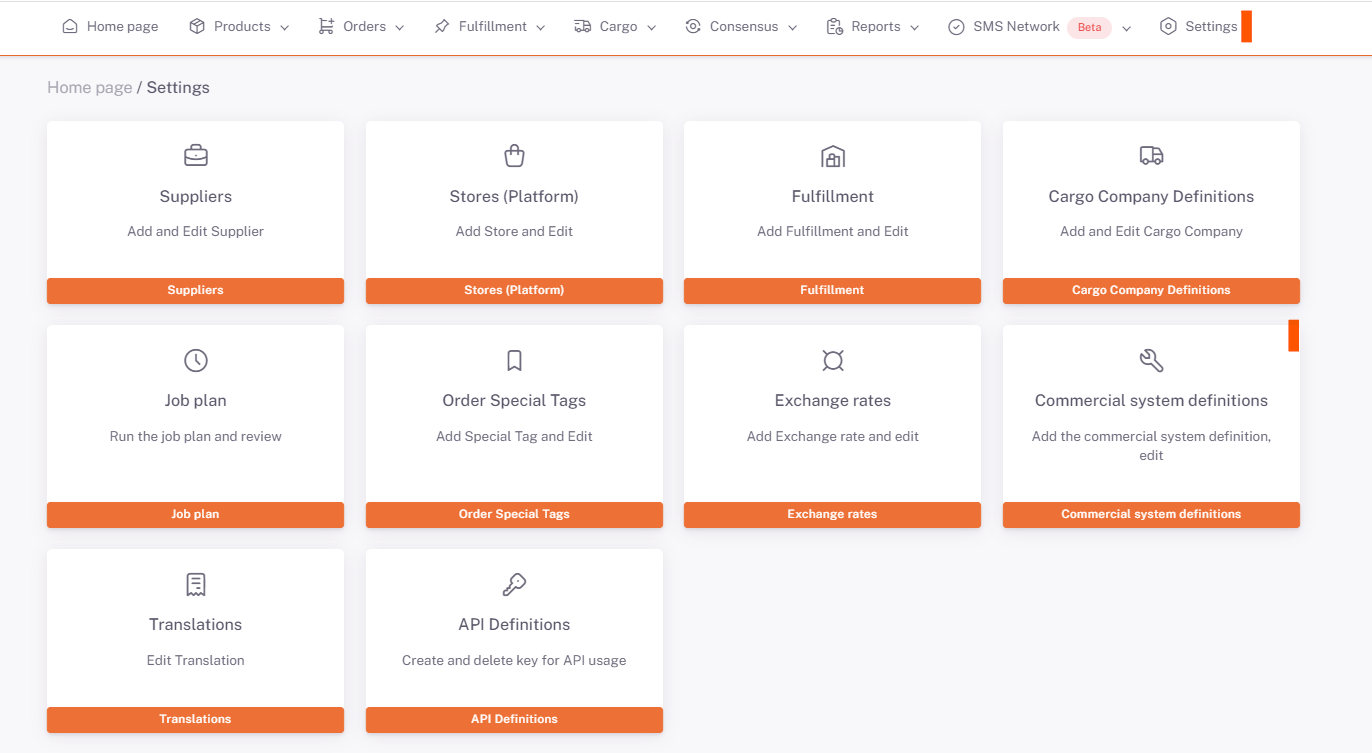 Home page Products Orders Fulfillment Cargo Consensus Reports SMS Network Beta Settings
Home page / Settings
Suppliers
Add and Edit Supplier
Suppliers
Stores (Platform)
Add Store and Edit
Stores (Platform)
Fulfillment
Add Fulfillment and Edit
Fulfillment
Cargo Company Definitions
Add and Edit Cargo Company
Cargo Company Definitions
Job plan
Run the job plan and review
Job plan
Order Special Tags
Add Special Tag and Edit
Order Special Tags
Exchange rates
Add Exchange rate and edit
Exchange rates
Commercial system definitions
Add the commercial system definition,
edit
Commercial system definitions
Translations
Edit Translation
Translations
API Definitions
Create and delete key for API usage
API Definitions